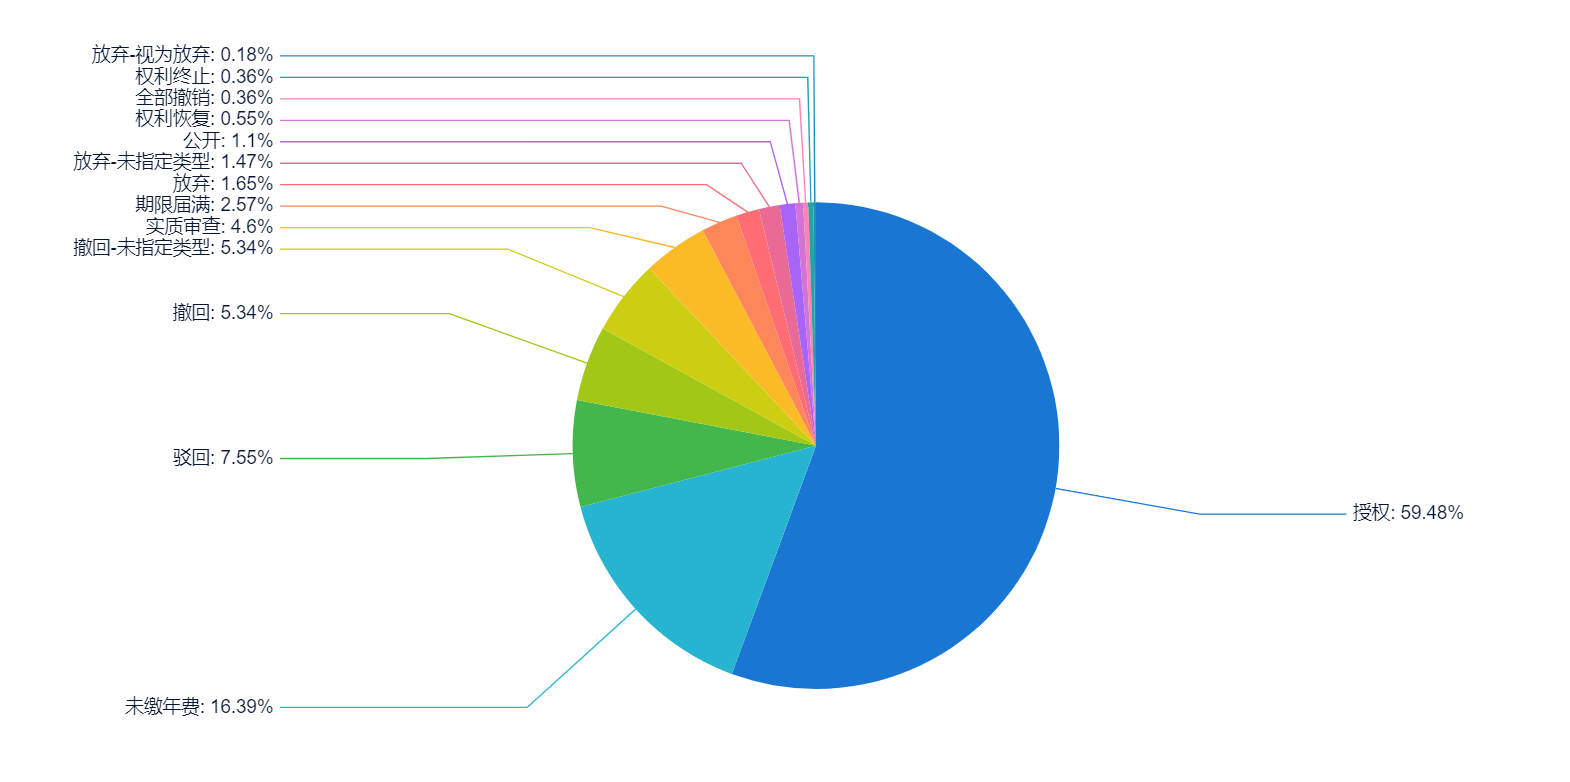 放弃-视为放弃: 0.18%
权利终止: 0.36%
全部撤销: 0.36%
权利恢复: 0.55%
公开: 1.1%
放弃-未指定类型: 1.47%
放弃: 1.65%
期限届满: 2.57%
实质审查: 4.6%
撤回-未指定类型: 5.34%
撤回: 5.34%
驳回: 7.55%
授权: 59.48%
未缴年费: 16.39%